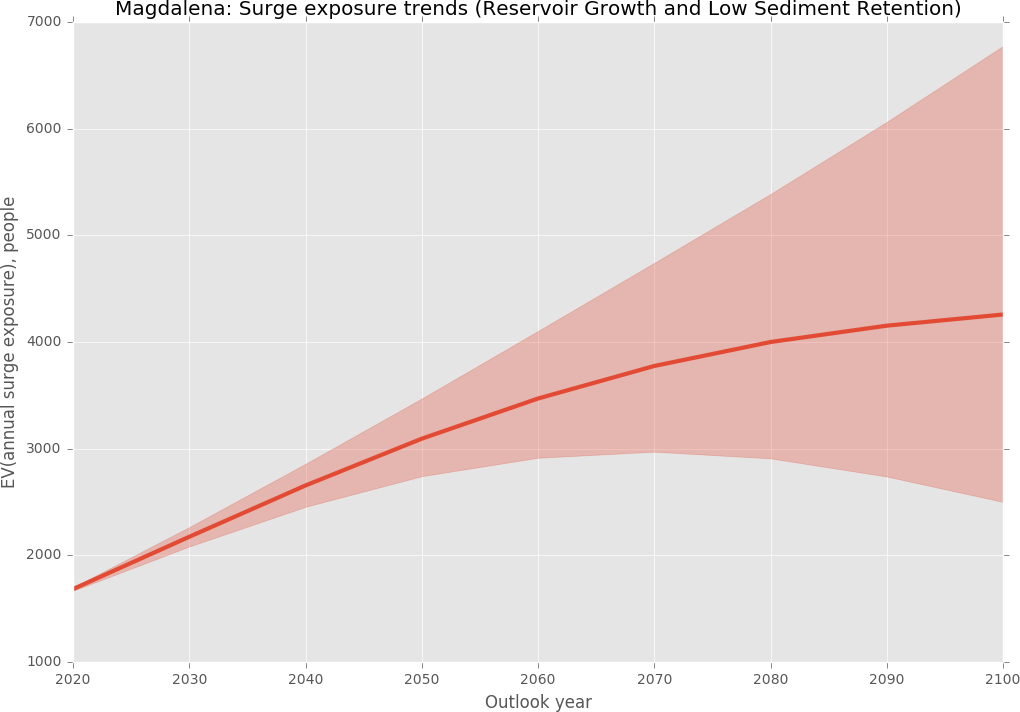 Magdalena: Surge exposure trends (Reservoir Growth and Low Sediment Retention)
7000
6000
5000
4000
3000
2000
1000
EV(annual surge exposure), people
2020 2030 2040 2050 2060 2070 2080 2090 2100
Outlook year